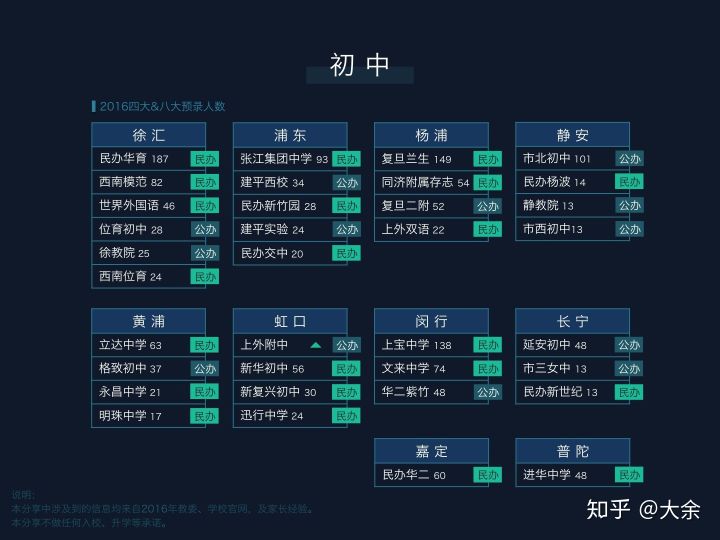 初中
2016四大&八大预录人数
徐汇
民办华育 187 民办
西南模范 82 民办
世界外国语 46 民办
位育初中 28 公办
徐教院 25 公办
西南位育 24 民办
浦东
张江集团中学 93 民办
建平西校 34 公办
民办新竹园 28 民办
建平实验 24 公办
民办交中 20 民办
杨浦
复旦兰生 149 民办
同济附属存志 54 民办
复旦二附 52 公办
上外双语 22 民办
静安
市北初中 101 公办
民办杨波 14 民办
静教院 13 公办
市西初中13 公办
黄浦
立达中学 63 民办
格致初中 37 公办
永昌中学 21 民办
明珠中学 17 民办
虹口
上外附中 公办
新华初中 56 民办
新复兴初中 30 民办
迅行中学 24 民办
闵行
上宝中学 138 民办
文来中学 74 民办
华二紫竹 48 公办
长宁
延安初中 48 公办
市三女中 13 公办
民办新世纪 13 民办
嘉定
民办华二 60 民办
普陀
进华中学 48 民办
说明:
本分享中涉及到的信息均来自2016年教委、学校官网、及家长经验。
本分享不做任何入校、升学等承诺。
知乎 @大余